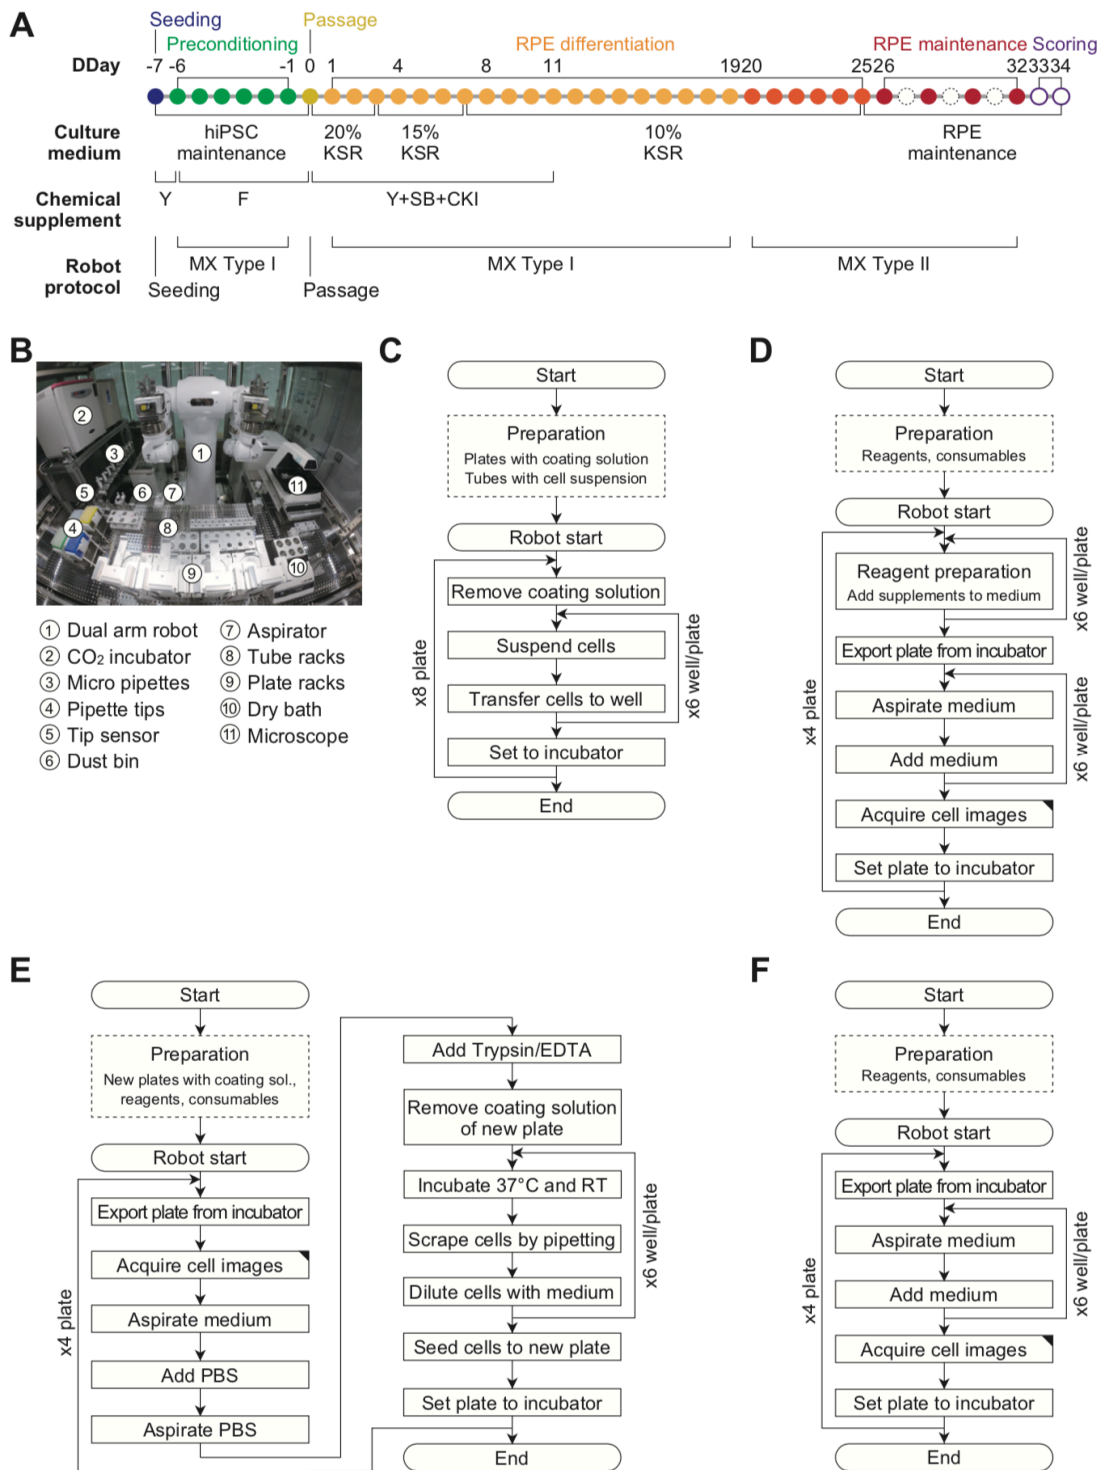 A
Seeding
Passage
Preconditioning
RPE differentiation
RPE maintenance
Scoring
DDay
-7
-6
-1
0
1
4
8
11
1920
2526
323334
Culture
medium
hiPSC
maintenance
20%
KSR
15%
KSR
10%
KSR
RPE
maintenance
Chemical
supplement
Y
F
Y+SB+CKI
Robot
protocol
MX Type I
MX Type I
MX Type II
Seeding
Passage
B
2
1
3
11
5
6
7
4
8
9
10
① Dual arm robot
② CO₂ incubator
③ Micro pipettes
④ Pipette tips
⑤ Tip sensor
⑥ Dust bin
⑦ Aspirator
⑧ Tube racks
⑨ Plate racks
⑩ Dry bath
⑪ Microscope
C
Start
Preparation
Plates with coating solution
Tubes with cell suspension
Robot start
Remove coating solution
Suspend cells
Transfer cells to well
Set to incubator
End
x8 plate
x6 well/plate
D
Start
Preparation
Reagents, consumables
Robot start
Reagent preparation
Add supplements to medium
Export plate from incubator
Aspirate medium
Add medium
Acquire cell images
Set plate to incubator
End
x4 plate
x6 well/plate
x6 well/plate
E
Start
Preparation
New plates with coating sol.,
reagents, consumables
Robot start
Export plate from incubator
Acquire cell images
Aspirate medium
Add PBS
Aspirate PBS
x4 plate
Add Trypsin/EDTA
Remove coating solution
of new plate
Incubate 37°C and RT
Scrape cells by pipetting
Dilute cells with medium
Seed cells to new plate
Set plate to incubator
End
x6 well/plate
F
Start
Preparation
Reagents, consumables
Robot start
Export plate from incubator
Aspirate medium
Add medium
Acquire cell images
Set plate to incubator
End
x4 plate
x6 well/plate